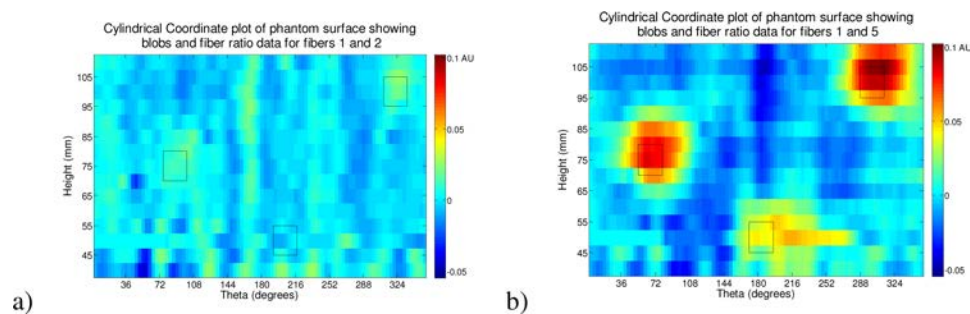 Cylindrical Coordinate plot of phantom surface showing
blobs and fiber ratio data for fibers 1 and 2
0.1 AU
0.05
0
-0.05
105
95
85
75
65
55
45
Height (mm)
36 72 108 144 180 216 252 288 324
Theta (degrees)
a)
Cylindrical Coordinate plot of phantom surface showing
blobs and fiber ratio data for fibers 1 and 5
0.1 AU
0.05
0
-0.05
105
95
85
75
65
55
45
Height (mm)
36 72 108 144 180 216 252 288 324
Theta (degrees)
b)